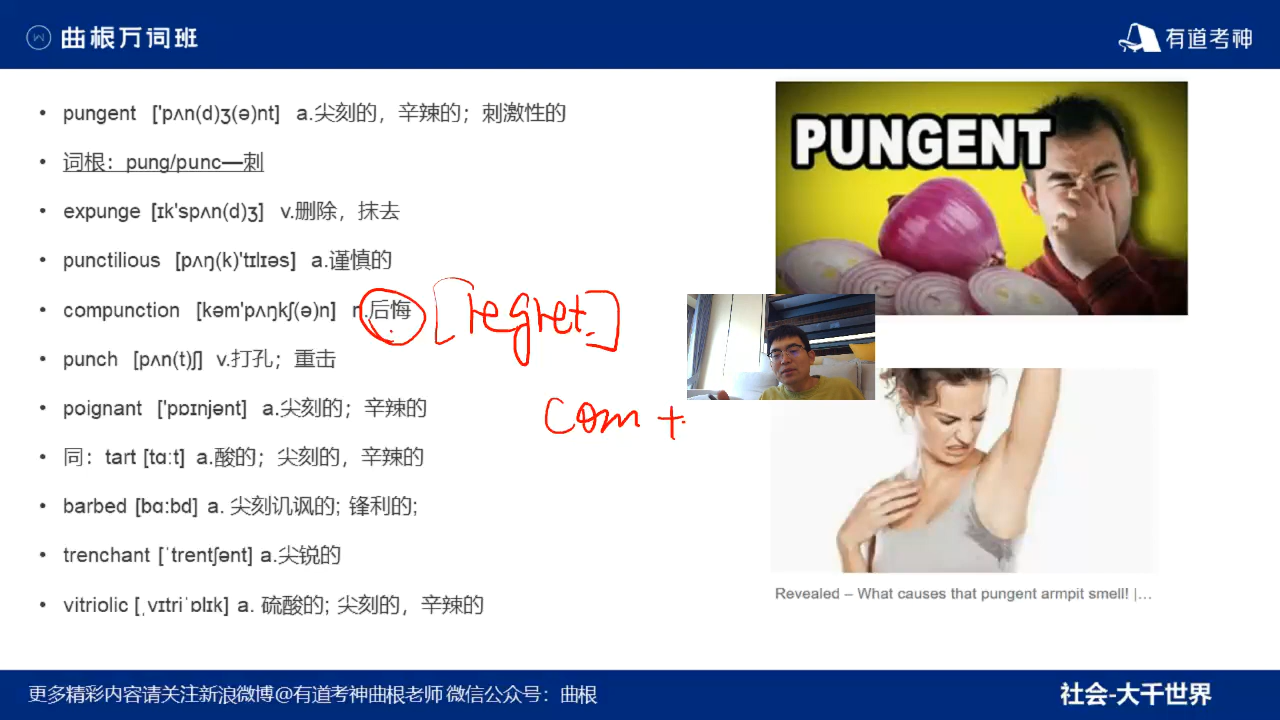 曲根万词班
有道考神
• pungent ['pʌn(d)ʒ(ə)nt] a.尖刻的，辛辣的；刺激性的
• 词根：pung/punc—刺
• expunge [ɪk'spʌn(d)ʒ] v.删除，抹去
• punctilious [pʌŋ(k)'tɪlɪəs] a.谨慎的
• compunction [kəm'pʌŋkʃ(ə)n] n.后悔 [regret.]
• punch [pʌn(t)ʃ] v.打孔；重击
• poignant ['pɒɪnjənt] a.尖刻的；辛辣的
com +
• 同：tart [tɑːt] a.酸的；尖刻的，辛辣的
• barbed [bɑːbd] a. 尖刻讥讽的; 锋利的;
• trenchant [ˈtrentʃənt] a.尖锐的
• vitriolic [ˌvɪtriˈɒlɪk] a. 硫酸的; 尖刻的，辛辣的
PUNGENT
Revealed – What causes that pungent armpit smell! |...
更多精彩内容请关注新浪微博@有道考神曲根老师 微信公众号：曲根
社会-大千世界